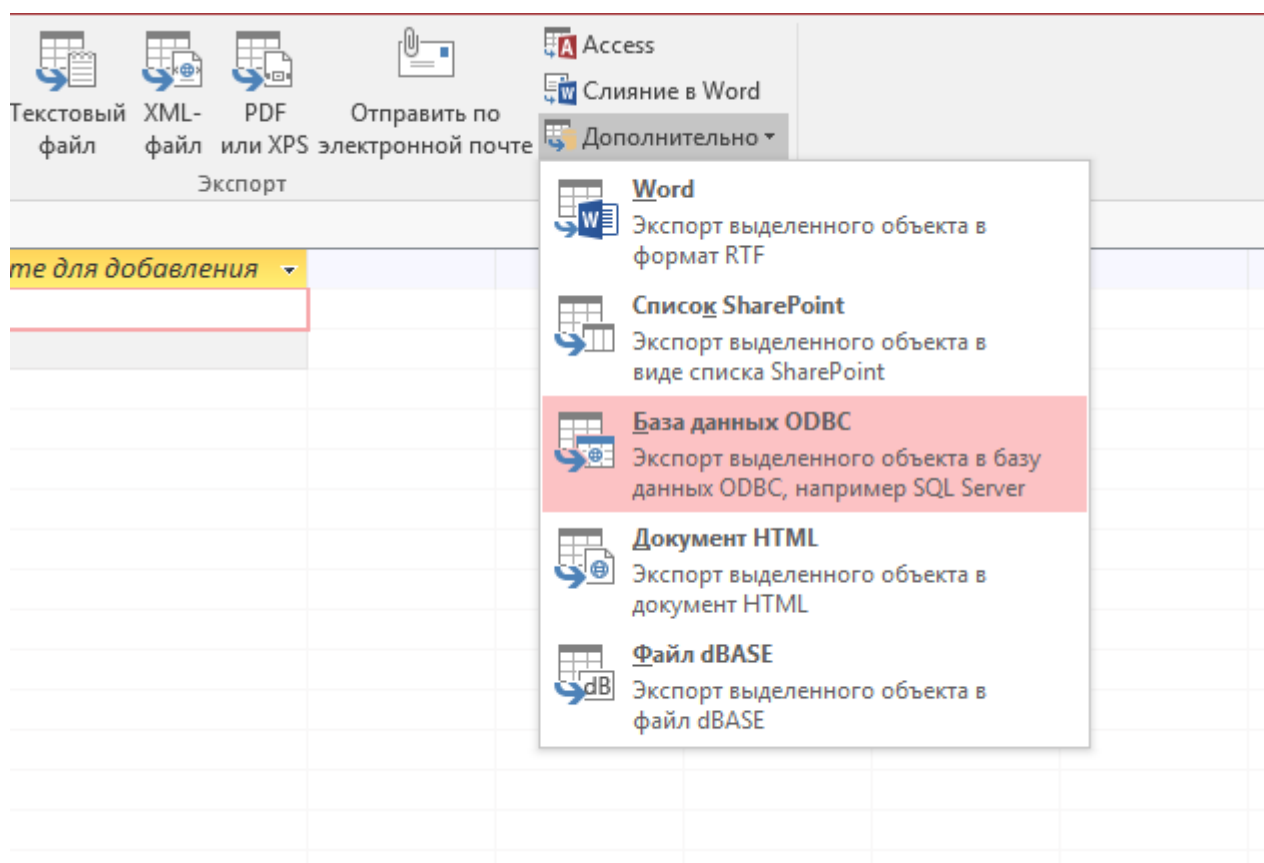 Access
Слияние в Word
Дополнительно
Текстовый файл
XML-файл
PDF или XPS
Отправить по электронной почте
Экспорт
те для добавления
Word
Экспорт выделенного объекта в
формат RTF
Список SharePoint
Экспорт выделенного объекта в
виде списка SharePoint
База данных ODBC
Экспорт выделенного объекта в базу
данных ODBC, например SQL Server
Документ HTML
Экспорт выделенного объекта в
документ HTML
Файл dBASE
Экспорт выделенного объекта в
файл dBASE